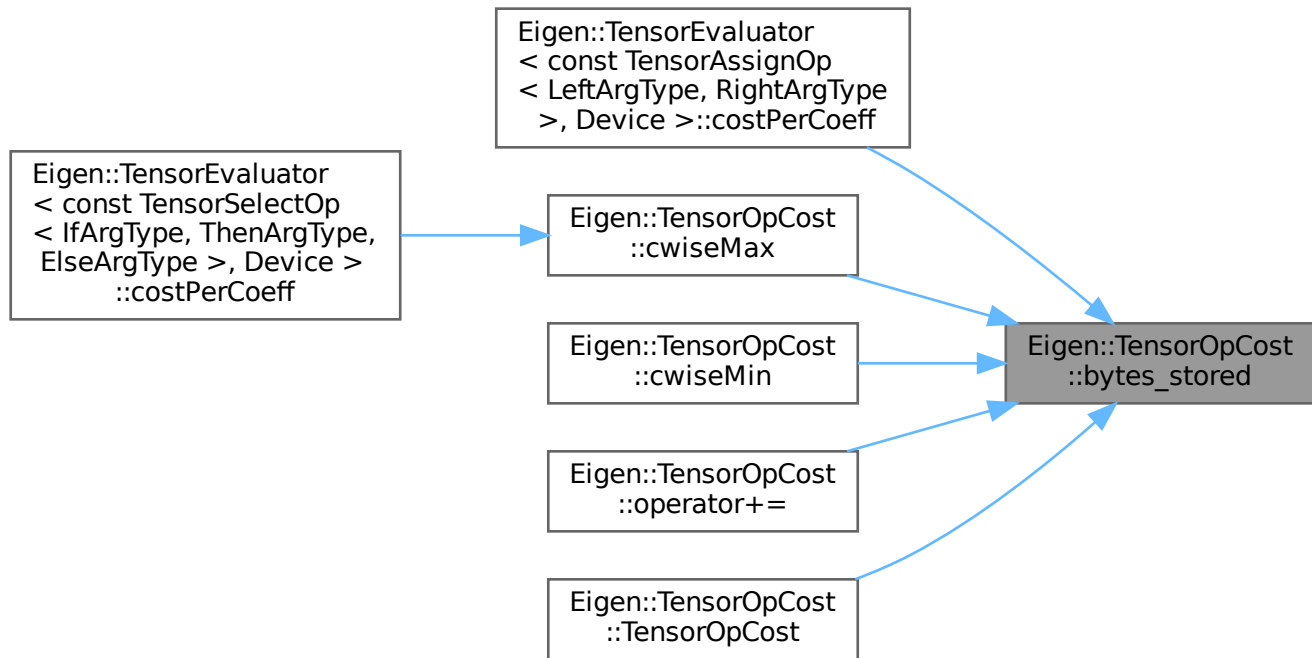 Eigen::TensorEvaluator
< const TensorAssignOp
< LeftArgType, RightArgType
>, Device >::costPerCoeff
Eigen::TensorEvaluator
< const TensorSelectOp
< IfArgType, ThenArgType,
ElseArgType >, Device >
::costPerCoeff
Eigen::TensorOpCost
::cwiseMax
Eigen::TensorOpCost
::cwiseMin
Eigen::TensorOpCost
::operator+=
Eigen::TensorOpCost
::TensorOpCost
Eigen::TensorOpCost
::bytes_stored